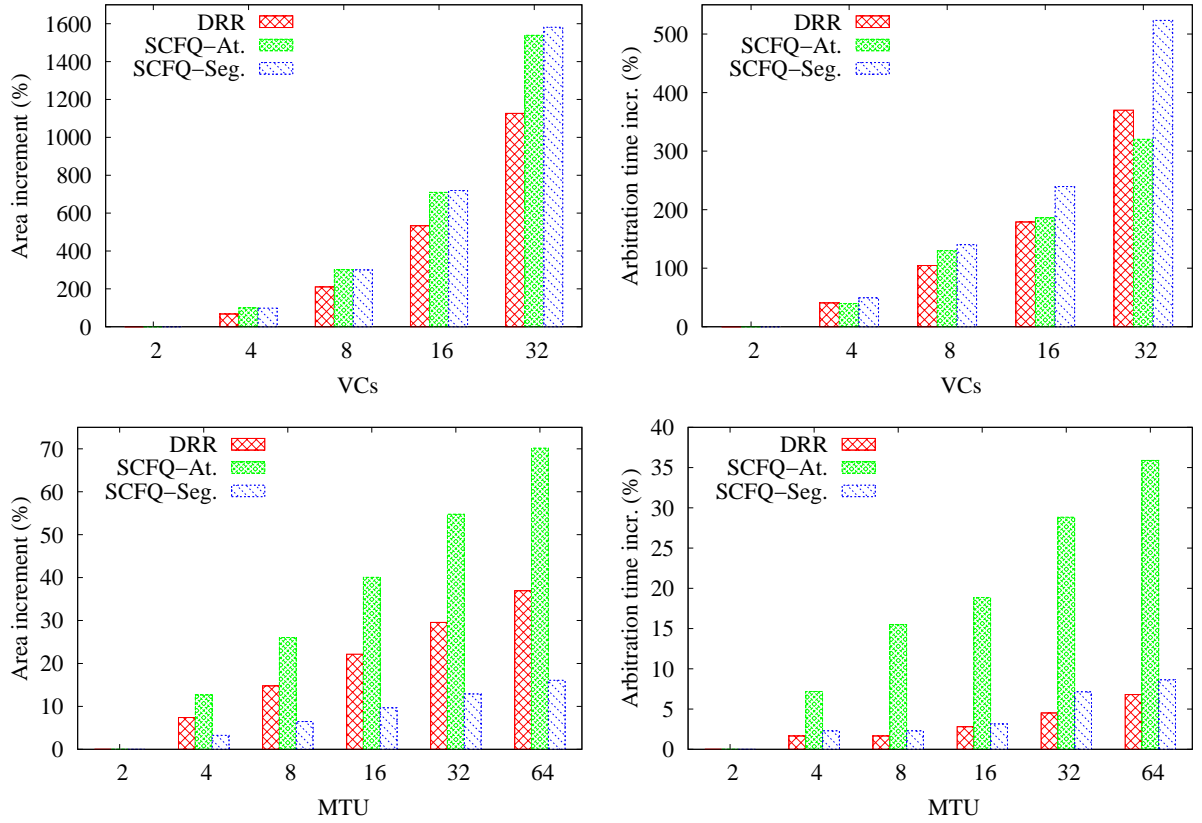 Area increment (%)
1600
1400
1200
1000
800
600
400
200
0
DRR
SCFQ−At.
SCFQ−Seg.
2 4 8 16 32
VCs
Arbitration time incr. (%)
500
400
300
200
100
0
DRR
SCFQ−At.
SCFQ−Seg.
2 4 8 16 32
VCs
Area increment (%)
70
60
50
40
30
20
10
0
DRR
SCFQ−At.
SCFQ−Seg.
2 4 8 16 32 64
MTU
Arbitration time incr. (%)
40
35
30
25
20
15
10
5
0
DRR
SCFQ−At.
SCFQ−Seg.
2 4 8 16 32 64
MTU